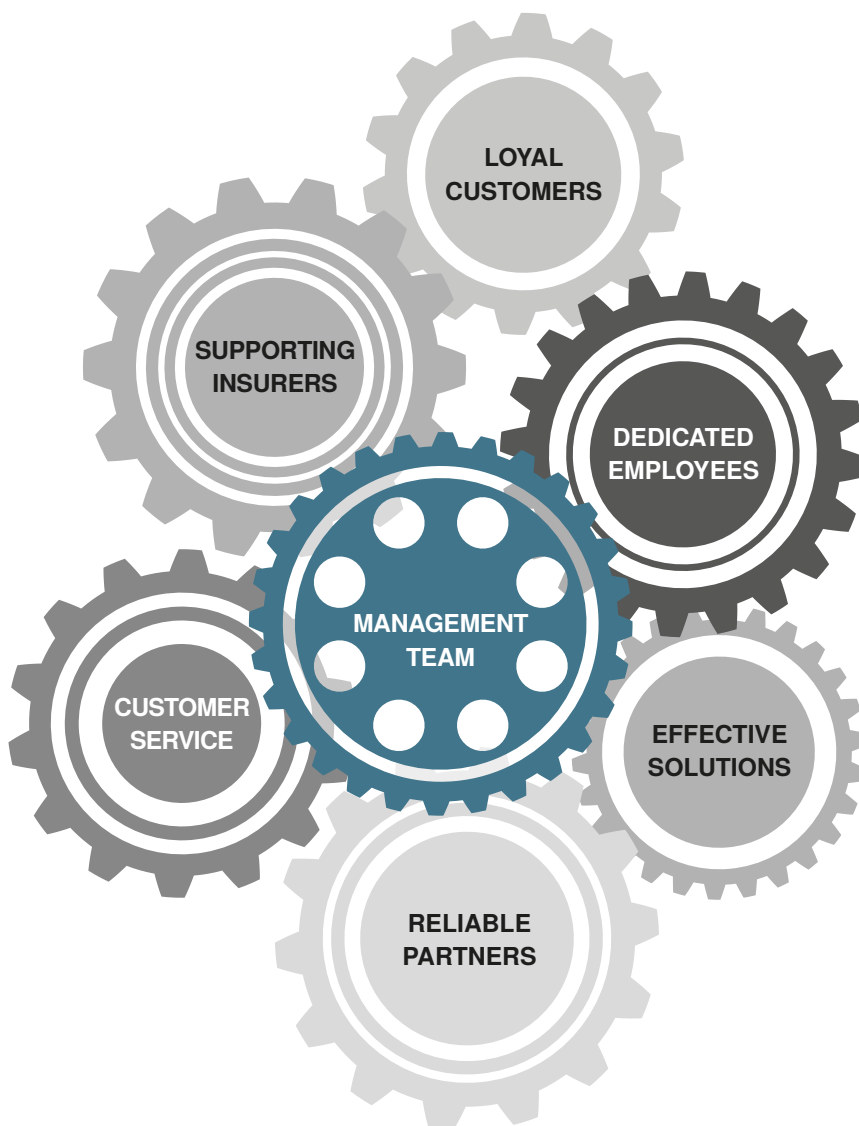 LOYAL
CUSTOMERS
SUPPORTING
INSURERS
DEDICATED
EMPLOYEES
MANAGEMENT
TEAM
CUSTOMER
SERVICE
EFFECTIVE
SOLUTIONS
RELIABLE
PARTNERS